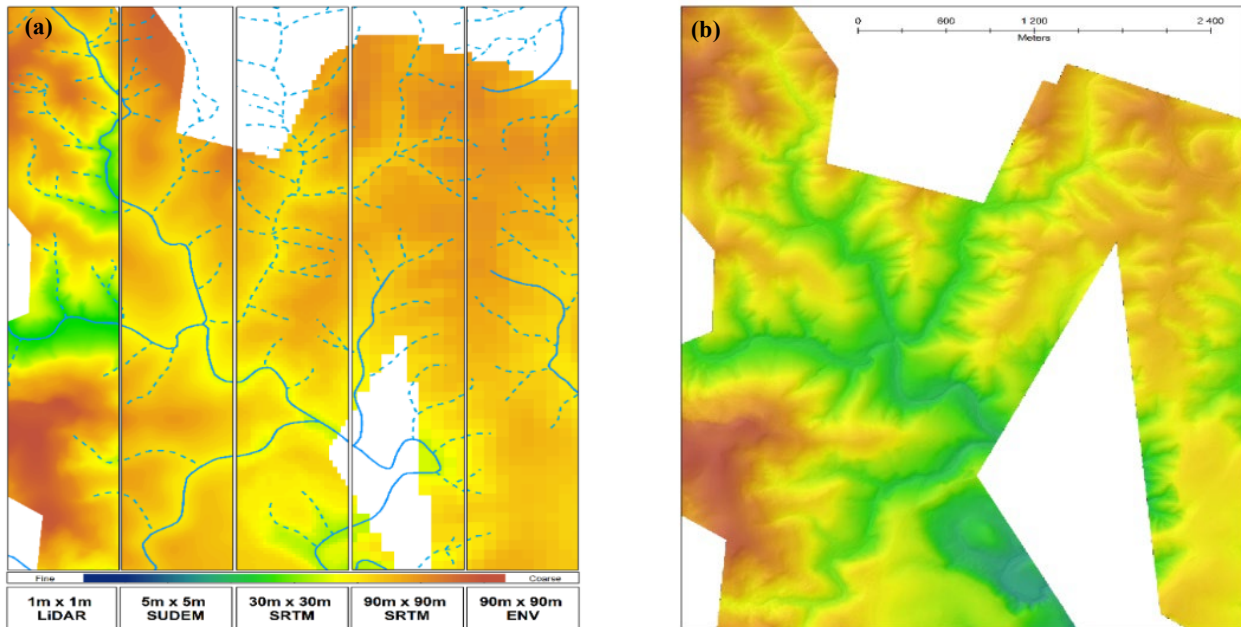 (a)
(b)
0 600 1 200 2 400
Meters
Fine Coarse
1m x 1m
LiDAR
5m x 5m
SUDEM
30m x 30m
SRTM
90m x 90m
SRTM
90m x 90m
ENV